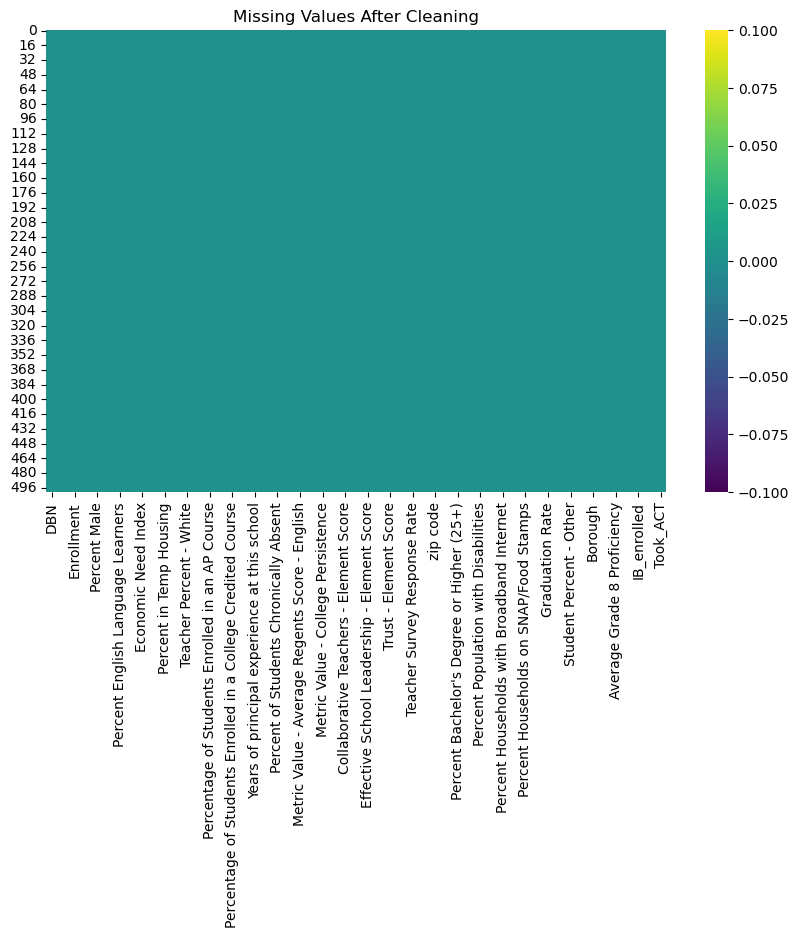 Missing Values After Cleaning
0
16
32
48
64
80
96
112
128
144
160
176
192
208
224
240
256
272
288
304
320
336
352
368
384
400
416
432
448
464
480
496
0.100
0.075
0.050
0.025
0.000
−0.025
−0.050
−0.075
−0.100
DBN
Enrollment
Percent Male
Percent English Language Learners
Economic Need Index
Percent in Temp Housing
Teacher Percent - White
Percentage of Students Enrolled in an AP Course
Percentage of Students Enrolled in a College Credited Course
Years of principal experience at this school
Percent of Students Chronically Absent
Metric Value - Average Regents Score - English
Metric Value - College Persistence
Collaborative Teachers - Element Score
Effective School Leadership - Element Score
Trust - Element Score
Teacher Survey Response Rate
zip code
Percent Bachelor's Degree or Higher (25+)
Percent Population with Disabilities
Percent Households with Broadband Internet
Percent Households on SNAP/Food Stamps
Graduation Rate
Student Percent - Other
Borough
Average Grade 8 Proficiency
IB_enrolled
Took_ACT